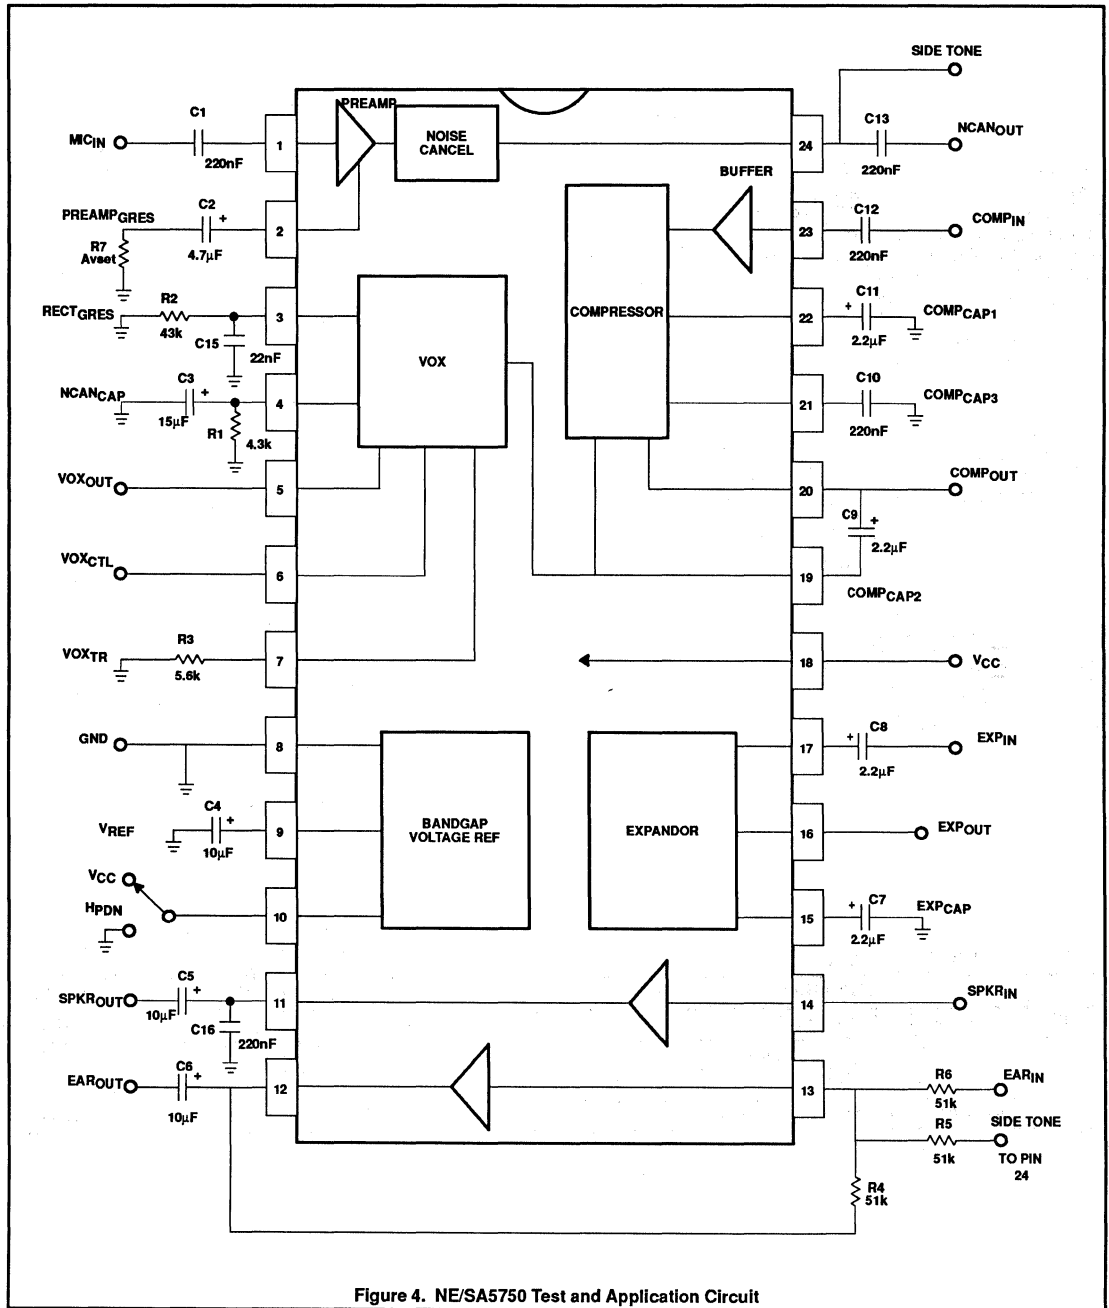 SIDE TONE
C1
PREAMP
C13
MICIN
1
NOISE
CANCEL
24
NCANOUT
220nF
220nF
BUFFER
PREAMPGRES
C2
+
2
23
C12
COMPIN
R7
Avset
4.7µF
220nF
RECTGRES
R2
3
COMPRESSOR
22
+
C11
COMPCAP1
43k
C15
22nF
VOX
2.2µF
NCANCAP
C3
+
4
21
C10
COMPCAP3
15µF
R1
4.3k
220nF
VOXOUT
5
20
COMPOUT
C9
+
2.2µF
VOXCTL
6
19
COMPCAP2
VOXTR
R3
7
18
VCC
5.6k
GND
8
17
+
C8
EXPIN
2.2µF
VREF
C4
+
9
BANDGAP
VOLTAGE REF
EXPANDOR
16
EXPOUT
10µF
VCC
HPDN
10
15
+
C7
EXPCAP
2.2µF
SPKROUT
C5
+
11
14
SPKRIN
10µF
C16
220nF
EAROUT
C6
+
12
13
R6
EARIN
10µF
51k
R5
SIDE TONE
51k
TO PIN
24
R4
51k
Figure 4. NE/SA5750 Test and Application Circuit